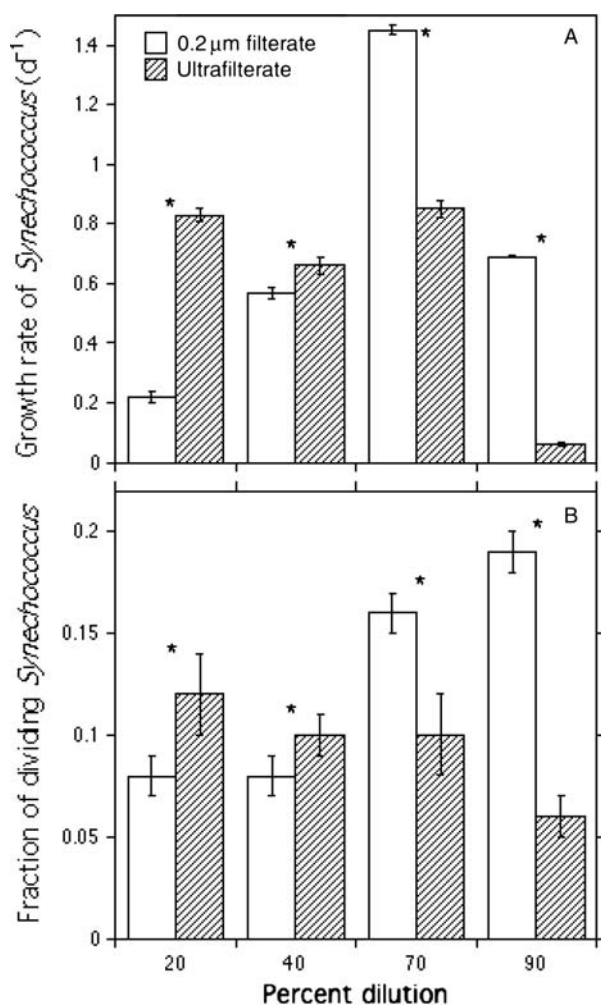 Growth rate of Synechococcus (d⁻¹)
1.4
1.2
1
0.8
0.6
0.4
0.2
0
0.2 µm filterate
Ultrafilterate
A
*
*
*
*
Fraction of dividing Synechococcus
0.2
0.15
0.1
0.05
0
B
*
*
*
*
20 40 70 90
Percent dilution